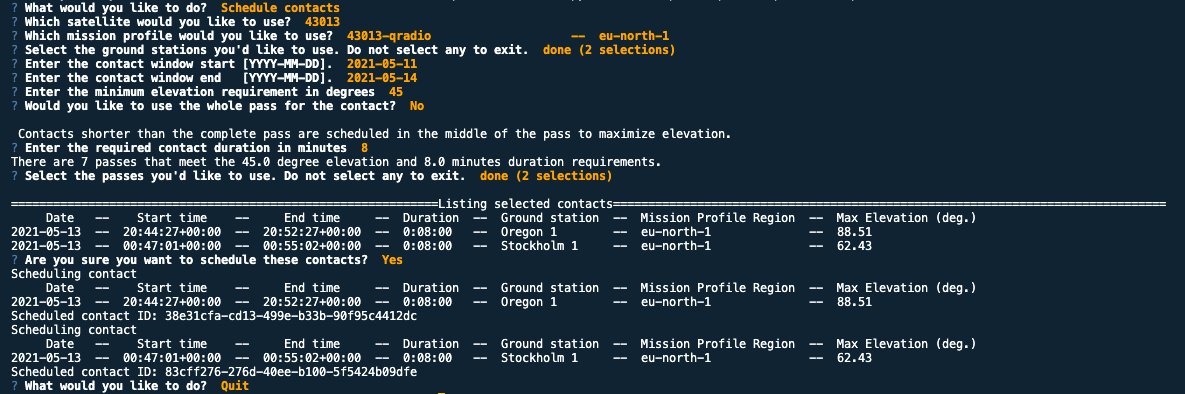 ? What would you like to do?  Schedule contacts
? Which satellite would you like to use?  43013
? Which mission profile would you like to use?  43013-qradio                    --  eu-north-1
? Select the ground stations you'd like to use. Do not select any to exit.  done (2 selections)
? Enter the contact window start [YYYY-MM-DD].  2021-05-11
? Enter the contact window end   [YYYY-MM-DD].  2021-05-14
? Enter the minimum elevation requirement in degrees  45
? Would you like to use the whole pass for the contact?  No
Contacts shorter than the complete pass are scheduled in the middle of the pass to maximize elevation.
? Enter the required contact duration in minutes  8
There are 7 passes that meet the 45.0 degree elevation and 8.0 minutes duration requirements.
? Select the passes you'd like to use. Do not select any to exit.  done (2 selections)
=============================================================Listing selected contacts===============================================================================
     Date   --    Start time   --     End time     --  Duration  --  Ground station  --  Mission Profile Region  --  Max Elevation (deg.)
2021-05-13  --  20:44:27+00:00  --  20:52:27+00:00  --  0:08:00   --  Oregon 1        --  eu-north-1              --  88.51
2021-05-13  --  00:47:01+00:00  --  00:55:02+00:00  --  0:08:00   --  Stockholm 1     --  eu-north-1              --  62.43
? Are you sure you want to schedule these contacts?  Yes
Scheduling contact
     Date   --    Start time   --     End time     --  Duration  --  Ground station  --  Mission Profile Region  --  Max Elevation (deg.)
2021-05-13  --  20:44:27+00:00  --  20:52:27+00:00  --  0:08:00   --  Oregon 1        --  eu-north-1              --  88.51
Scheduled contact ID: 38e31cfa-cd13-499e-b33b-90f95c4412dc
Scheduling contact
     Date   --    Start time   --     End time     --  Duration  --  Ground station  --  Mission Profile Region  --  Max Elevation (deg.)
2021-05-13  --  00:47:01+00:00  --  00:55:02+00:00  --  0:08:00   --  Stockholm 1     --  eu-north-1              --  62.43
Scheduled contact ID: 83cff276-276d-40ee-b100-5f5424b09dfe
? What would you like to do?  Quit